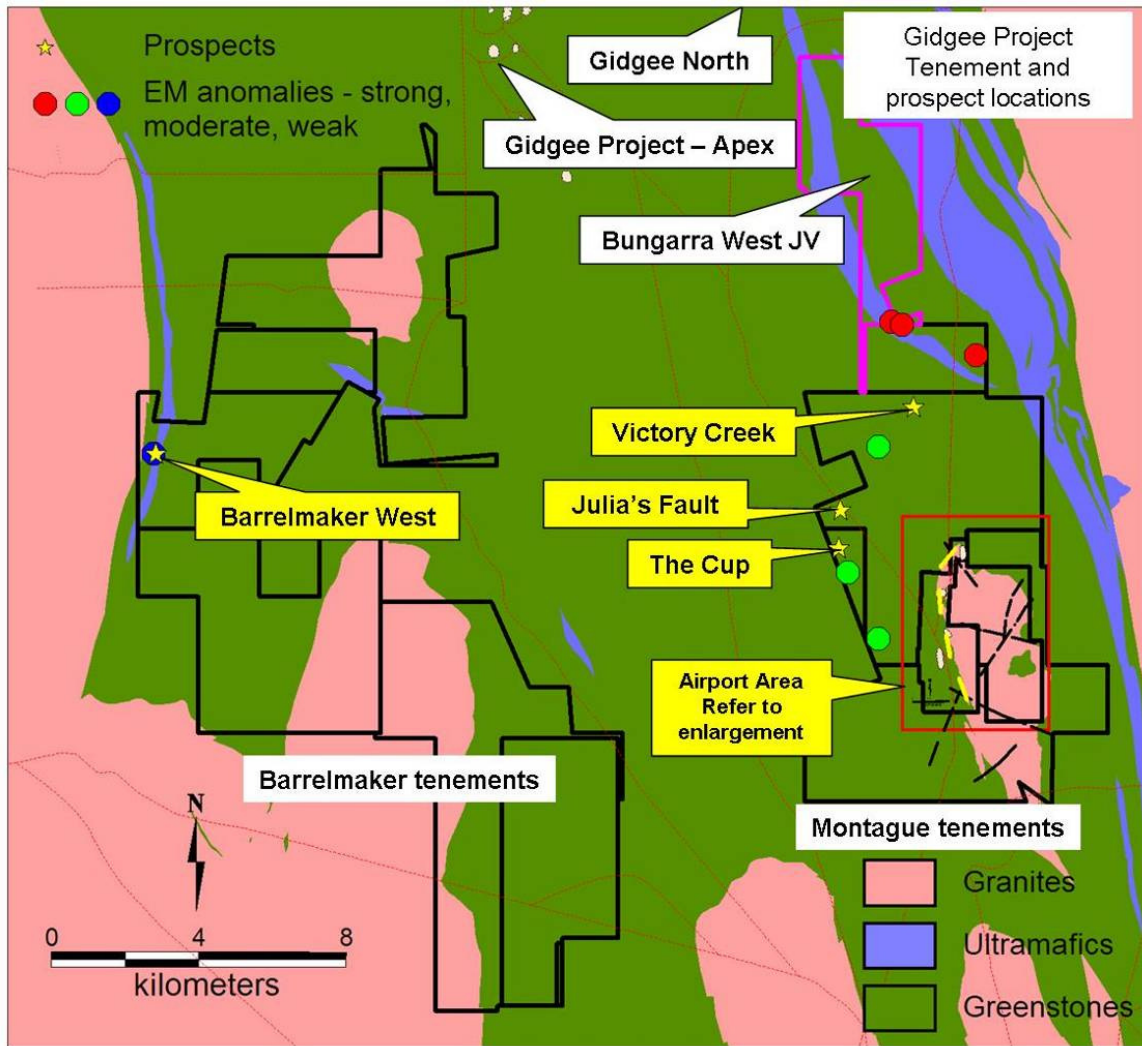 Prospects
EM anomalies - strong,
moderate, weak
Gidgee North
Gidgee Project
Tenement and
prospect locations
Gidgee Project – Apex
Bungarra West JV
Victory Creek
Barrelmaker West
Julia's Fault
The Cup
Airport Area
Refer to
enlargement
Barrelmaker tenements
Montague tenements
N
0 4 8
kilometers
Granites
Ultramafics
Greenstones